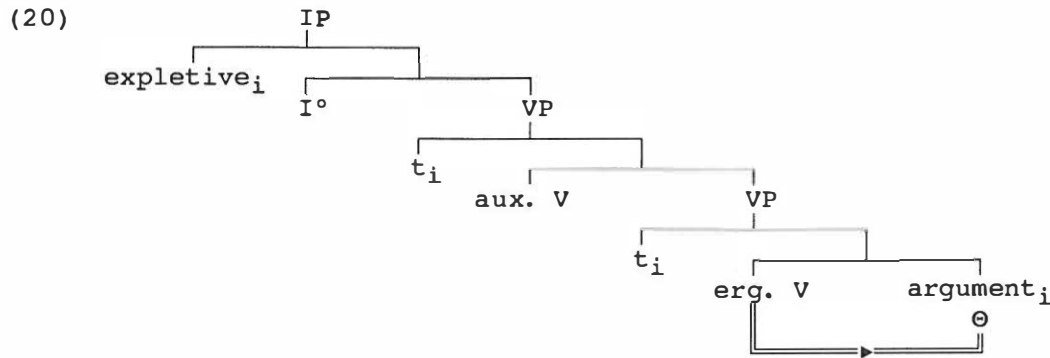 (20) IP
expletive_i
I° VP
t_i
aux. V VP
t_i
erg. V argument_i
Θ